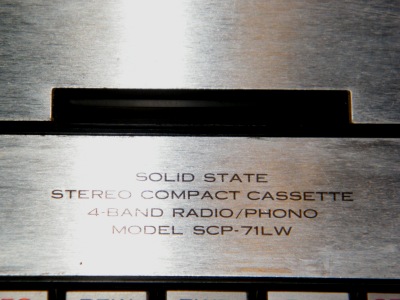 SOLID STATE
STEREO COMPACT CASSETTE
4-BAND RADIO/PHONO
MODEL SCP-71LW